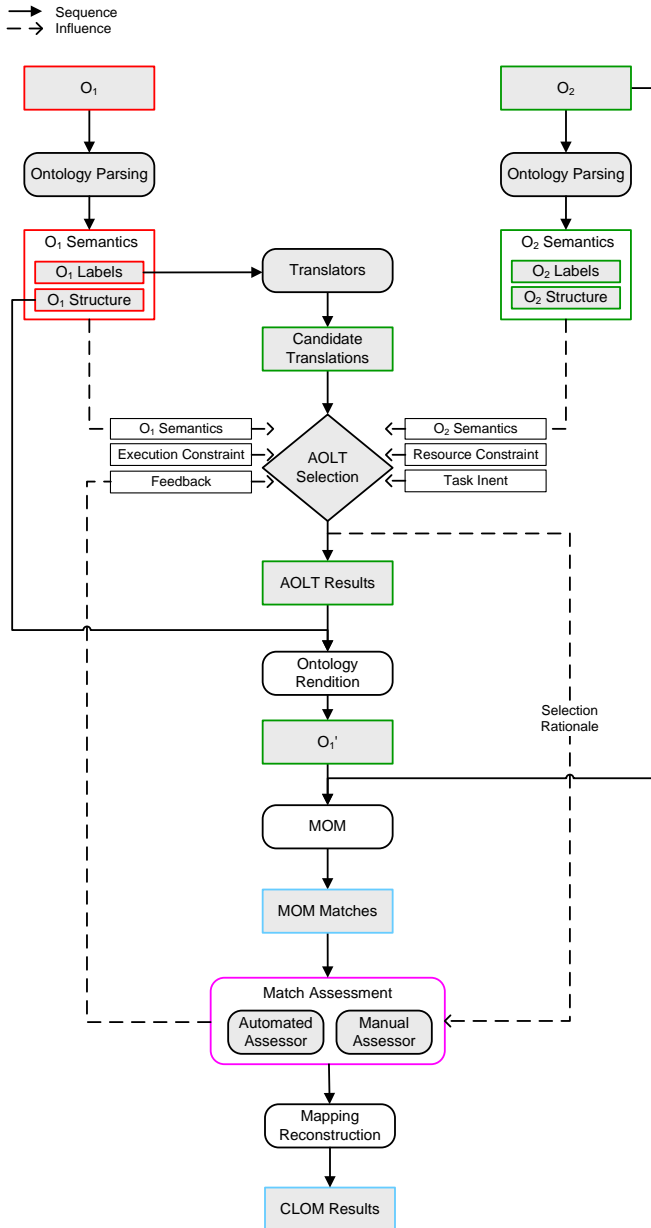 Sequence
Influence
O₁
O₂
Ontology Parsing
Ontology Parsing
O₁ Semantics
O₁ Labels
O₁ Structure
Translators
O₂ Semantics
O₂ Labels
O₂ Structure
Candidate
Translations
O₁ Semantics
Execution Constraint
Feedback
AOLT
Selection
O₂ Semantics
Resource Constraint
Task Inent
AOLT Results
Ontology
Rendition
Selection
Rationale
O₁'
MOM
MOM Matches
Match Assessment
Automated
Assessor
Manual
Assessor
Mapping
Reconstruction
CLOM Results